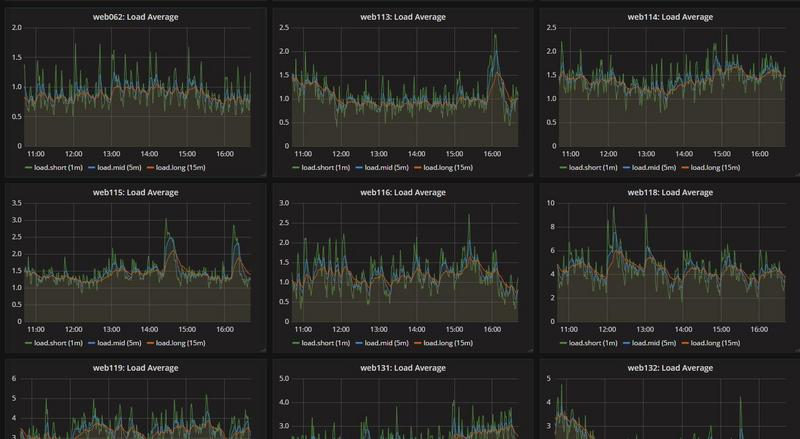 web062: Load Average
2.0
1.5
1.0
0.5
0
11:00 12:00 13:00 14:00 15:00 16:00
load.short (1m) load.mid (5m) load.long (15m)
web113: Load Average
2.5
2.0
1.5
1.0
0.5
0
11:00 12:00 13:00 14:00 15:00 16:00
load.short (1m) load.mid (5m) load.long (15m)
web114: Load Average
2.5
2.0
1.5
1.0
0.5
0
11:00 12:00 13:00 14:00 15:00 16:00
load.short (1m) load.mid (5m) load.long (15m)
web115: Load Average
3.5
3.0
2.5
2.0
1.5
1.0
0.5
0
11:00 12:00 13:00 14:00 15:00 16:00
load.short (1m) load.mid (5m) load.long (15m)
web116: Load Average
3.0
2.5
2.0
1.5
1.0
0.5
0
11:00 12:00 13:00 14:00 15:00 16:00
load.short (1m) load.mid (5m) load.long (15m)
web118: Load Average
10
8
6
4
2
0
11:00 12:00 13:00 14:00 15:00 16:00
load.short (1m) load.mid (5m) load.long (15m)
web119: Load Average
6
5
4
3
web131: Load Average
5.0
4.0
3.0
web132: Load Average
5
4
3